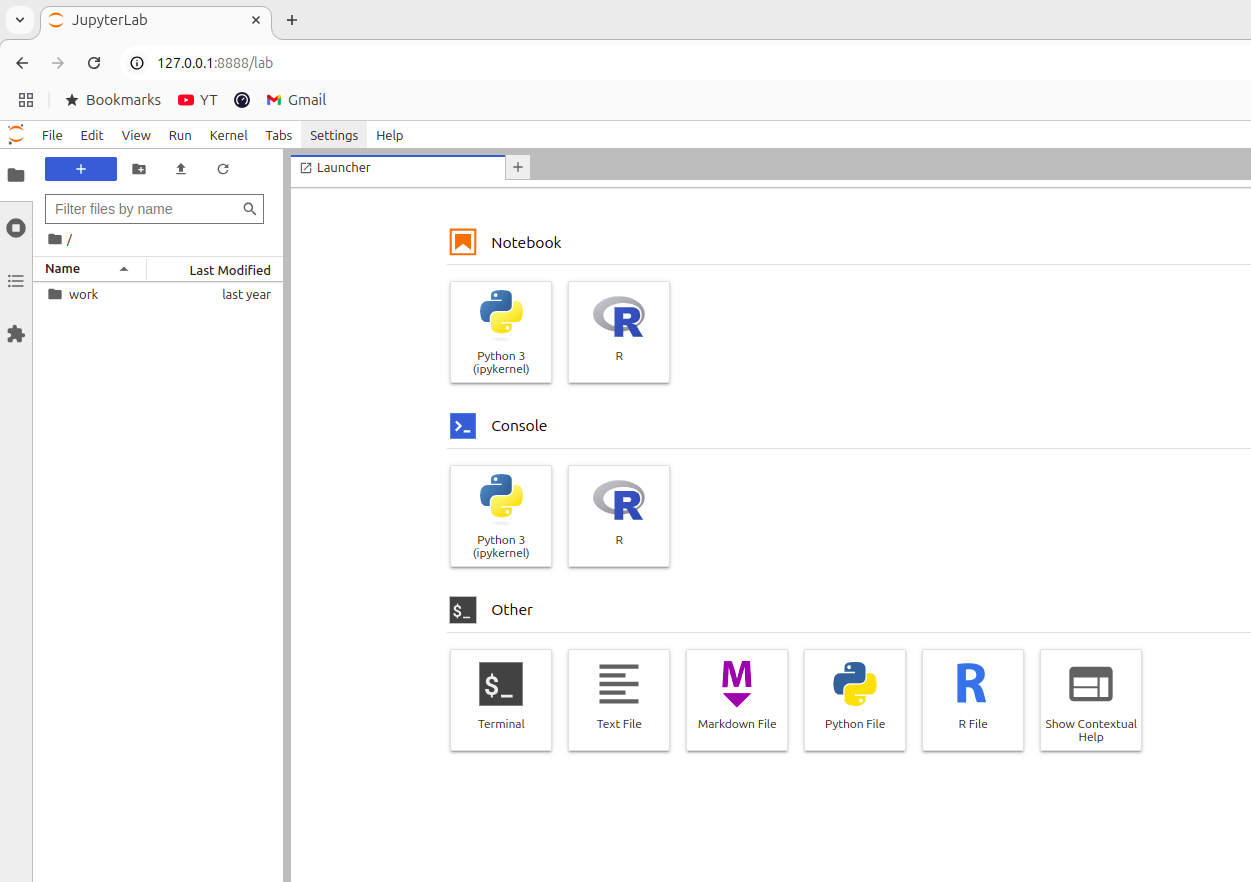 JupyterLab
127.0.0.1:8888/lab
Bookmarks YT Gmail
File Edit View Run Kernel Tabs Settings Help
Launcher
Filter files by name
/
Name Last Modified
work last year
Notebook
Python 3
(ipykernel)
R
Console
Python 3
(ipykernel)
R
$_ Other
$_
Terminal
Text File
M
Markdown File
Python File
R
R File
Show Contextual
Help